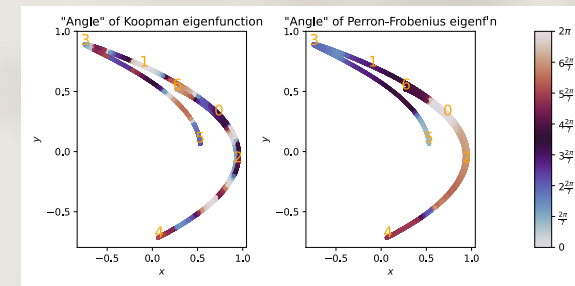 "Angle" of Koopman eigenfunction
"Angle" of Perron–Frobenius eigenf'n
1.0
0.5
0.0
−0.5
y
−0.5
0.0
0.5
1.0
x
3
1
6
0
5
2
4
1.0
0.5
0.0
−0.5
y
−0.5
0.0
0.5
1.0
x
3
1
6
0
5
2
4
2π
6 2π/7
5 2π/7
4 2π/7
3 2π/7
2 2π/7
2π/7
0